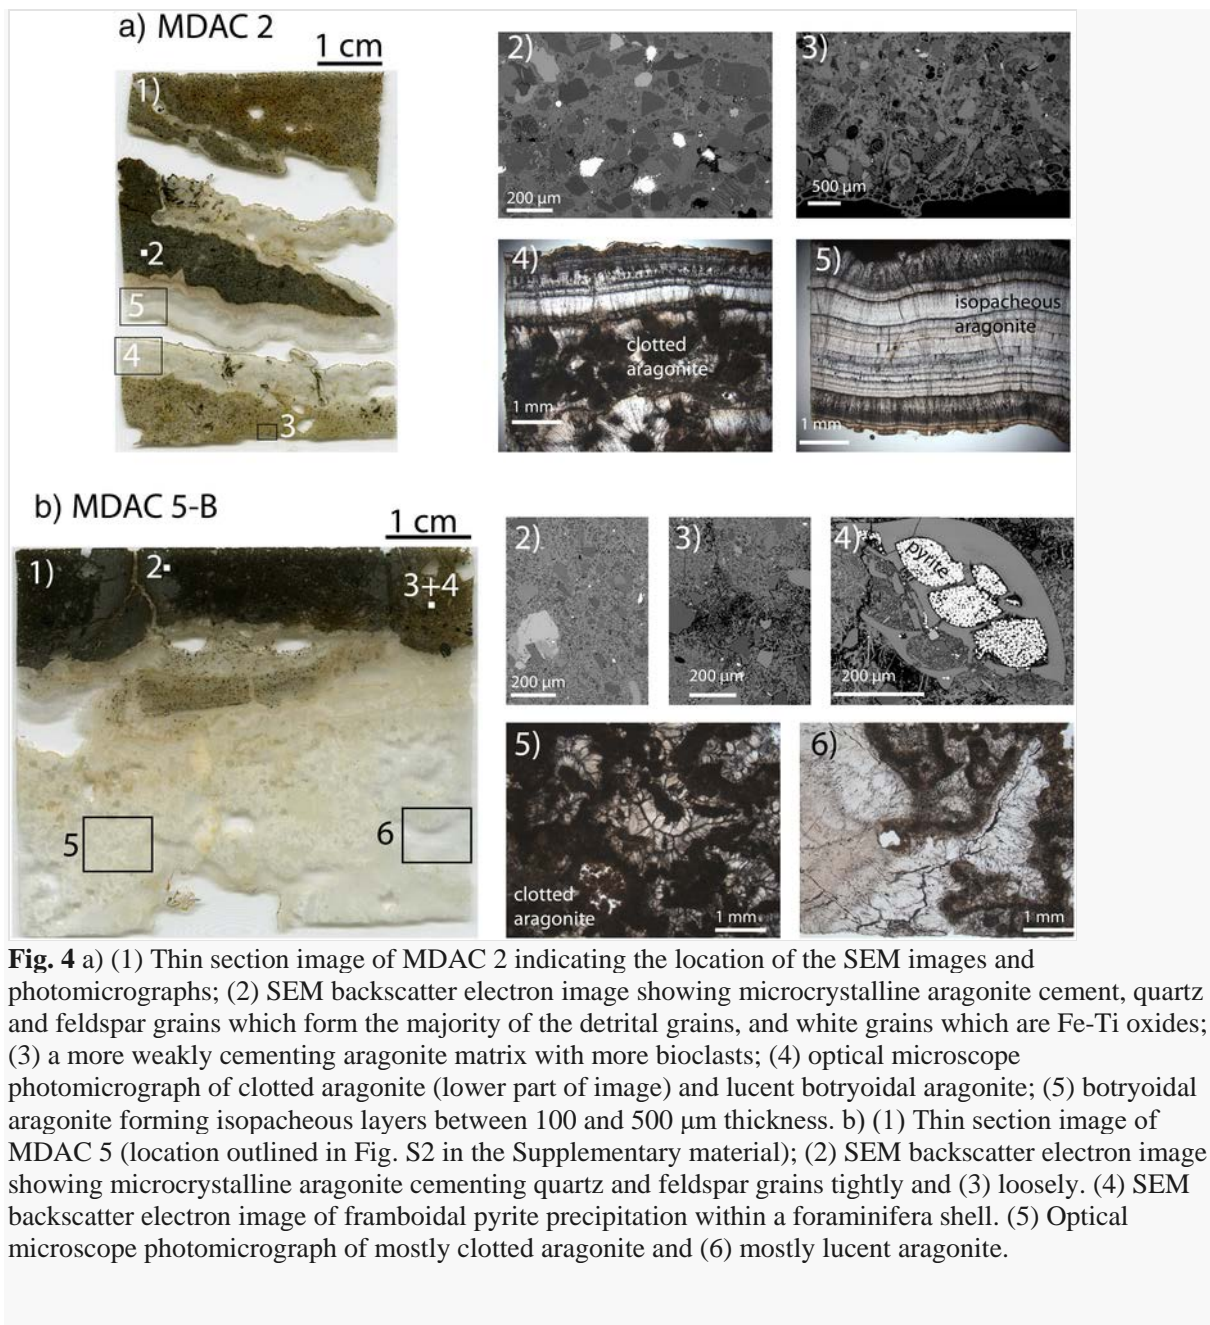 a) MDAC 2
1 cm
1)
2
5
4
3
2)
200 µm
3)
500 µm
4)
clotted
aragonite
1 mm
5)
isopacheous
aragonite
1 mm
b) MDAC 5-B
1 cm
1)
2
3+4
5
6
2)
200 µm
3)
200 µm
4)
pyrite
200 µm
5)
clotted
aragonite
1 mm
6)
1 mm
Fig. 4 a) (1) Thin section image of MDAC 2 indicating the location of the SEM images and
photomicrographs; (2) SEM backscatter electron image showing microcrystalline aragonite cement, quartz
and feldspar grains which form the majority of the detrital grains, and white grains which are Fe-Ti oxides;
(3) a more weakly cementing aragonite matrix with more bioclasts; (4) optical microscope
photomicrograph of clotted aragonite (lower part of image) and lucent botryoidal aragonite; (5) botryoidal
aragonite forming isopacheous layers between 100 and 500 µm thickness. b) (1) Thin section image of
MDAC 5 (location outlined in Fig. S2 in the Supplementary material); (2) SEM backscatter electron image
showing microcrystalline aragonite cementing quartz and feldspar grains tightly and (3) loosely. (4) SEM
backscatter electron image of framboidal pyrite precipitation within a foraminifera shell. (5) Optical
microscope photomicrograph of mostly clotted aragonite and (6) mostly lucent aragonite.